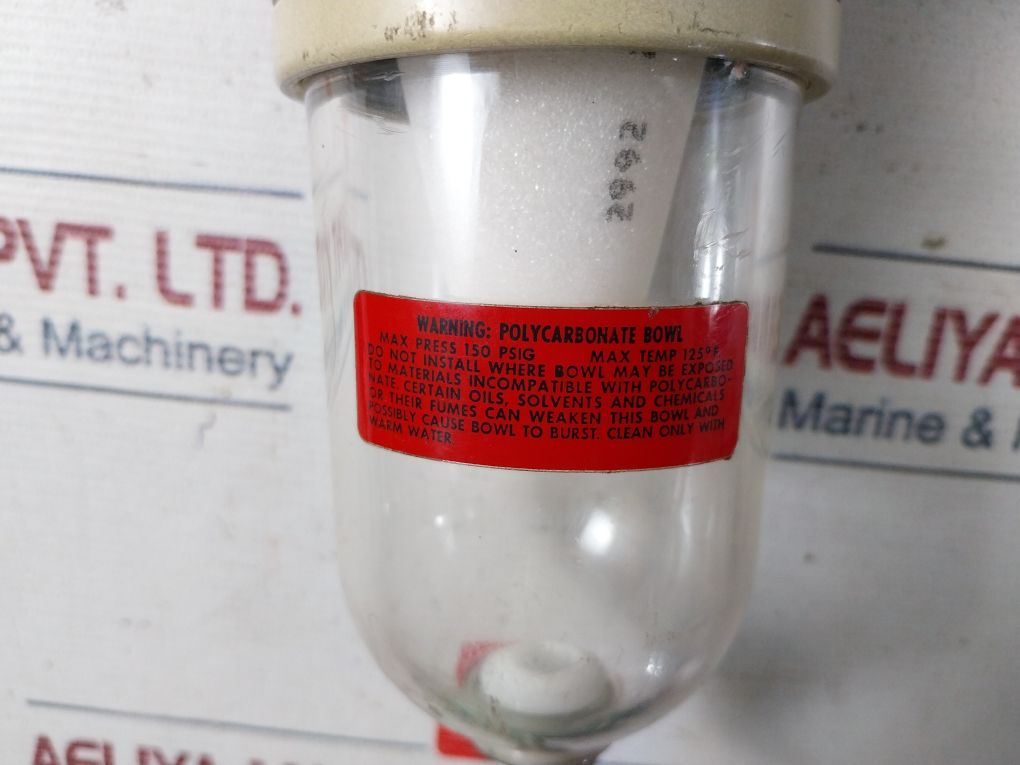 2992
PVT. LTD.
& Machinery
WARNING: POLYCARBONATE BOWL
MAX PRESS 150 PSIG MAX TEMP 125°F.
DO NOT INSTALL WHERE BOWL MAY BE EXPOSED
TO MATERIALS INCOMPATIBLE WITH POLYCARBO-
NATE. CERTAIN OILS, SOLVENTS AND CHEMICALS
OR THEIR FUMES CAN WEAKEN THIS BOWL AND
POSSIBLY CAUSE BOWL TO BURST. CLEAN ONLY WITH
WARM WATER.
AELIYA
Marine &
AELIYA